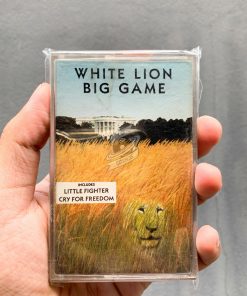 WHITE LION
BIG GAME
INCLUDES
LITTLE FIGHTER
CRY FOR FREEDOM